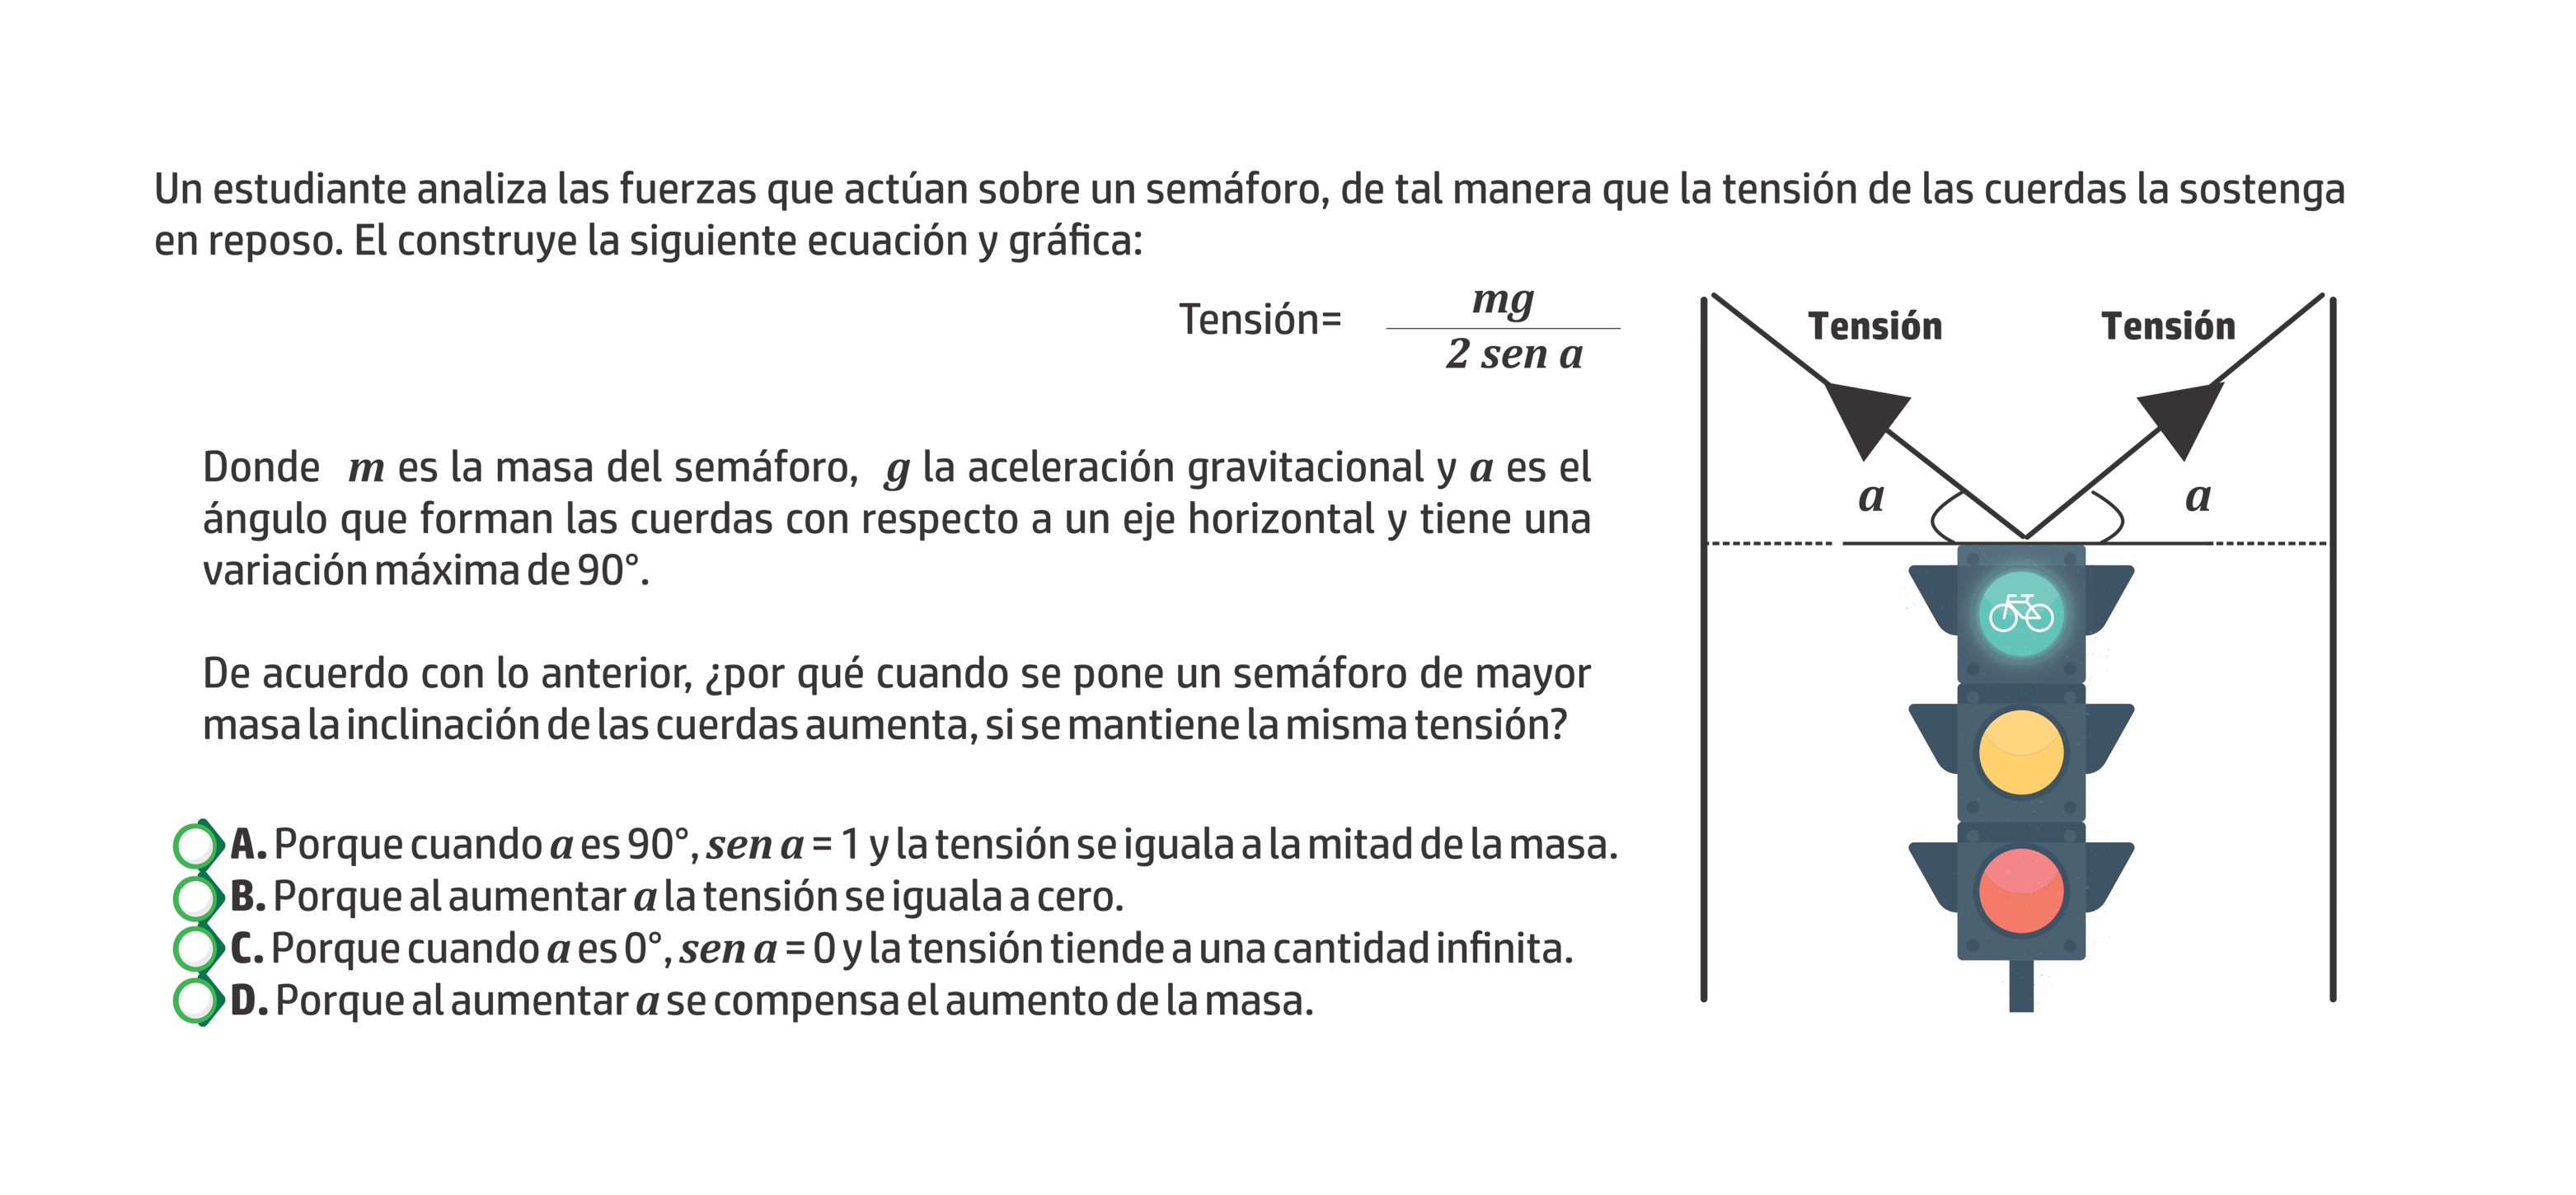 Un estudiante analiza las fuerzas que actúan sobre un semáforo, de tal manera que la tensión de las cuerdas la sostenga
en reposo. El construye la siguiente ecuación y gráfica:
Tensión= mg
2 sen a
Donde m es la masa del semáforo, g la aceleración gravitacional y a es el
ángulo que forman las cuerdas con respecto a un eje horizontal y tiene una
variación máxima de 90°.
De acuerdo con lo anterior, ¿por qué cuando se pone un semáforo de mayor
masa la inclinación de las cuerdas aumenta, si se mantiene la misma tensión?
A. Porque cuando a es 90°, sen a = 1 y la tensión se iguala a la mitad de la masa.
B. Porque al aumentar a la tensión se iguala a cero.
C. Porque cuando a es 0°, sen a = 0 y la tensión tiende a una cantidad infinita.
D. Porque al aumentar a se compensa el aumento de la masa.
Tensión Tensión
a a